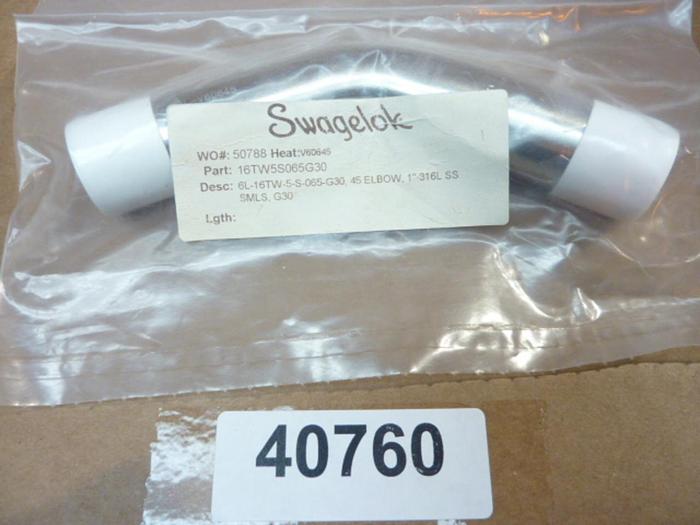 Swagelok
WO#: 50788 Heat:V60645
Part: 16TW5S065G30
Desc: 6L-16TW-5-S-065-G30, 45 ELBOW, 1"-316L SS
SMLS, G30
Lgth:
40760